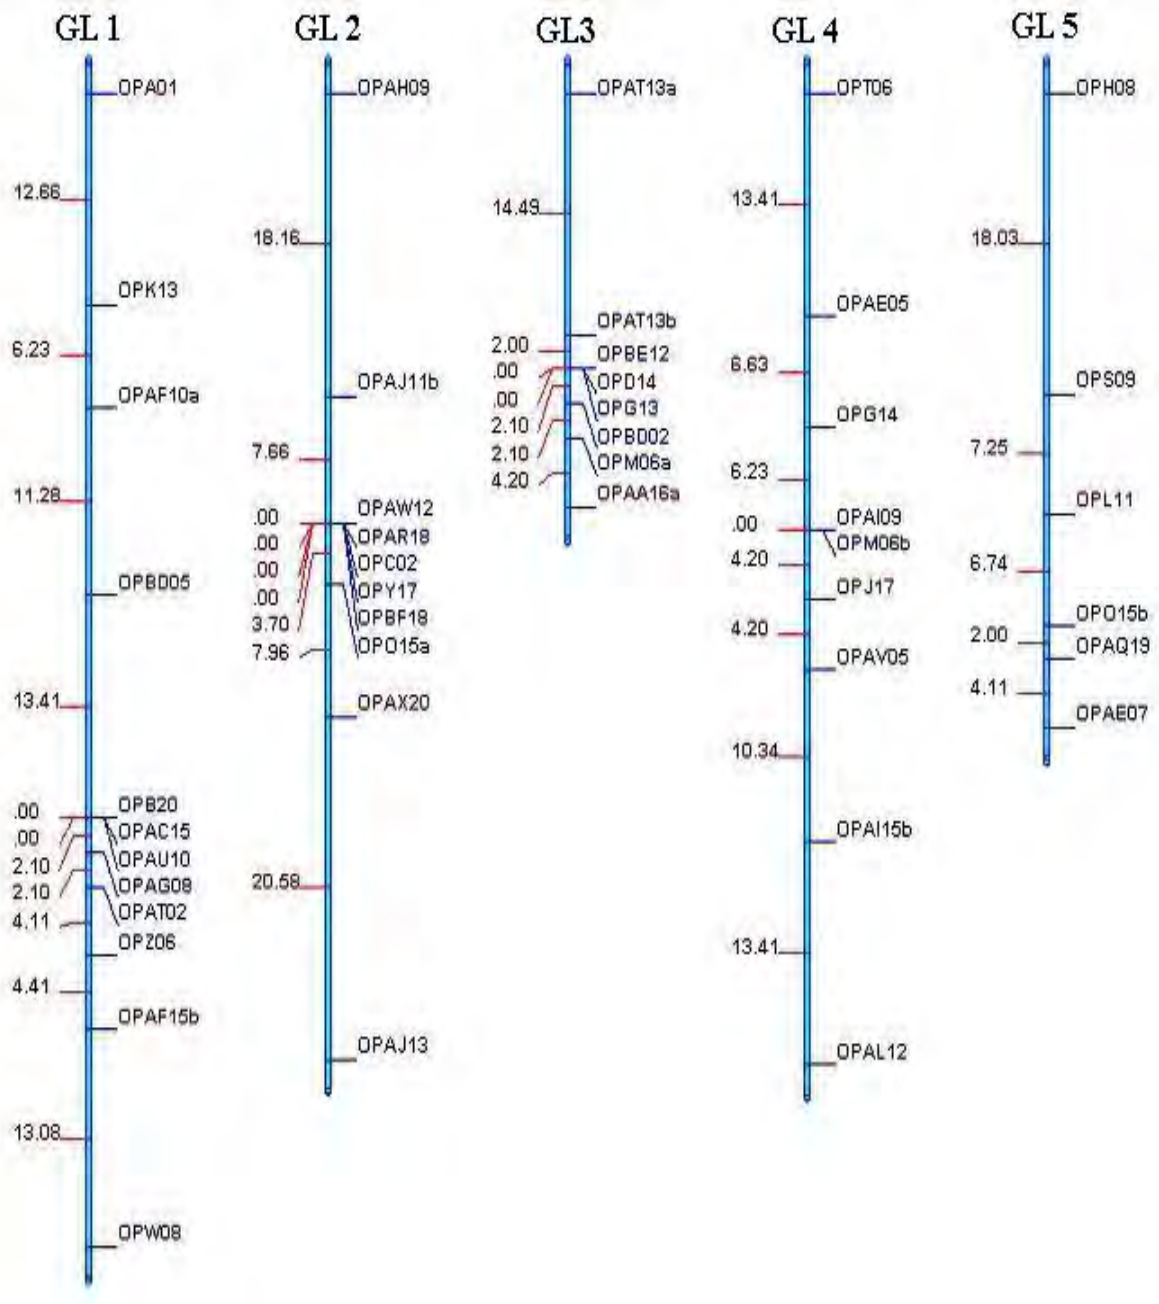 GL 1
OPA01
12.66
OPK13
6.23
OPAF10a
11.28
OPBD05
13.41
OPB20
.00
OPAC15
.00
OPAU10
2.10
OPAG08
2.10
OPAT02
4.11
OPZ06
4.41
OPAF15b
13.08
OPW08
GL 2
OPAH09
18.16
OPAJ11b
7.66
OPAW12
.00
OPAR18
.00
OPC02
.00
OPY17
.00
OPBF18
3.70
OPO15a
7.96
OPAX20
20.58
OPAJ13
GL3
OPAT13a
14.49
OPAT13b
2.00
OPBE12
.00
OPD14
.00
OPG13
2.10
OPBD02
2.10
OPM06a
4.20
OPAA16a
GL 4
OPT06
13.41
OPAE05
6.63
OPG14
6.23
OPAI09
.00
OPM06b
4.20
OPJ17
4.20
OPAV05
10.34
OPAI15b
13.41
OPAL12
GL 5
OPH08
18.03
OPS09
7.25
OPL11
6.74
OPO15b
2.00
OPAQ19
4.11
OPAE07